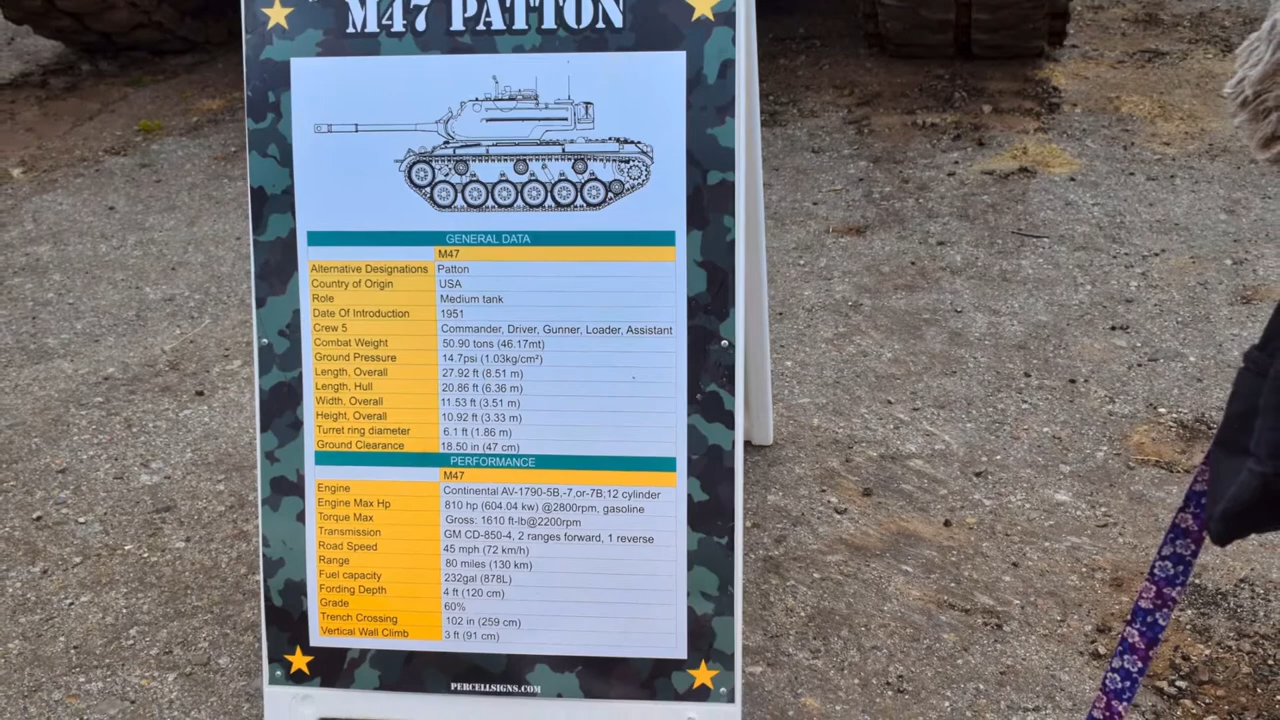 M47 PATTON
GENERAL DATA
M47
Alternative Designations Patton
Country of Origin USA
Role Medium tank
Date Of Introduction 1951
Crew 5 Commander, Driver, Gunner, Loader, Assistant
Combat Weight 50.90 tons (46.17mt)
Ground Pressure 14.7psi (1.03kg/cm²)
Length, Overall 27.92 ft (8.51 m)
Length, Hull 20.86 ft (6.36 m)
Width, Overall 11.53 ft (3.51 m)
Height, Overall 10.92 ft (3.33 m)
Turret ring diameter 6.1 ft (1.86 m)
Ground Clearance 18.50 in (47 cm)
PERFORMANCE
M47
Engine Continental AV-1790-5B,-7,or-7B;12 cylinder
Engine Max Hp 810 hp (604.04 kw) @2800rpm, gasoline
Torque Max Gross: 1610 ft-lb@2200rpm
Transmission GM CD-850-4, 2 ranges forward, 1 reverse
Road Speed 45 mph (72 km/h)
Range 80 miles (130 km)
Fuel capacity 232gal (878L)
Fording Depth 4 ft (120 cm)
Grade 60%
Trench Crossing 102 in (259 cm)
Vertical Wall Climb 3 ft (91 cm)
PERCELLSIGNS.COM